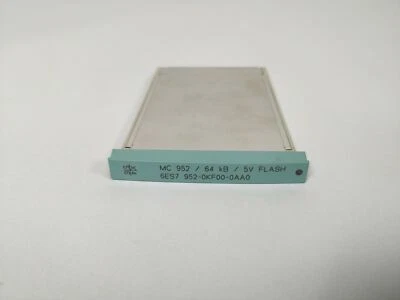 MC 952 / 64 kB / 5V FLASH
6ES7 952-0KF00-0AA0